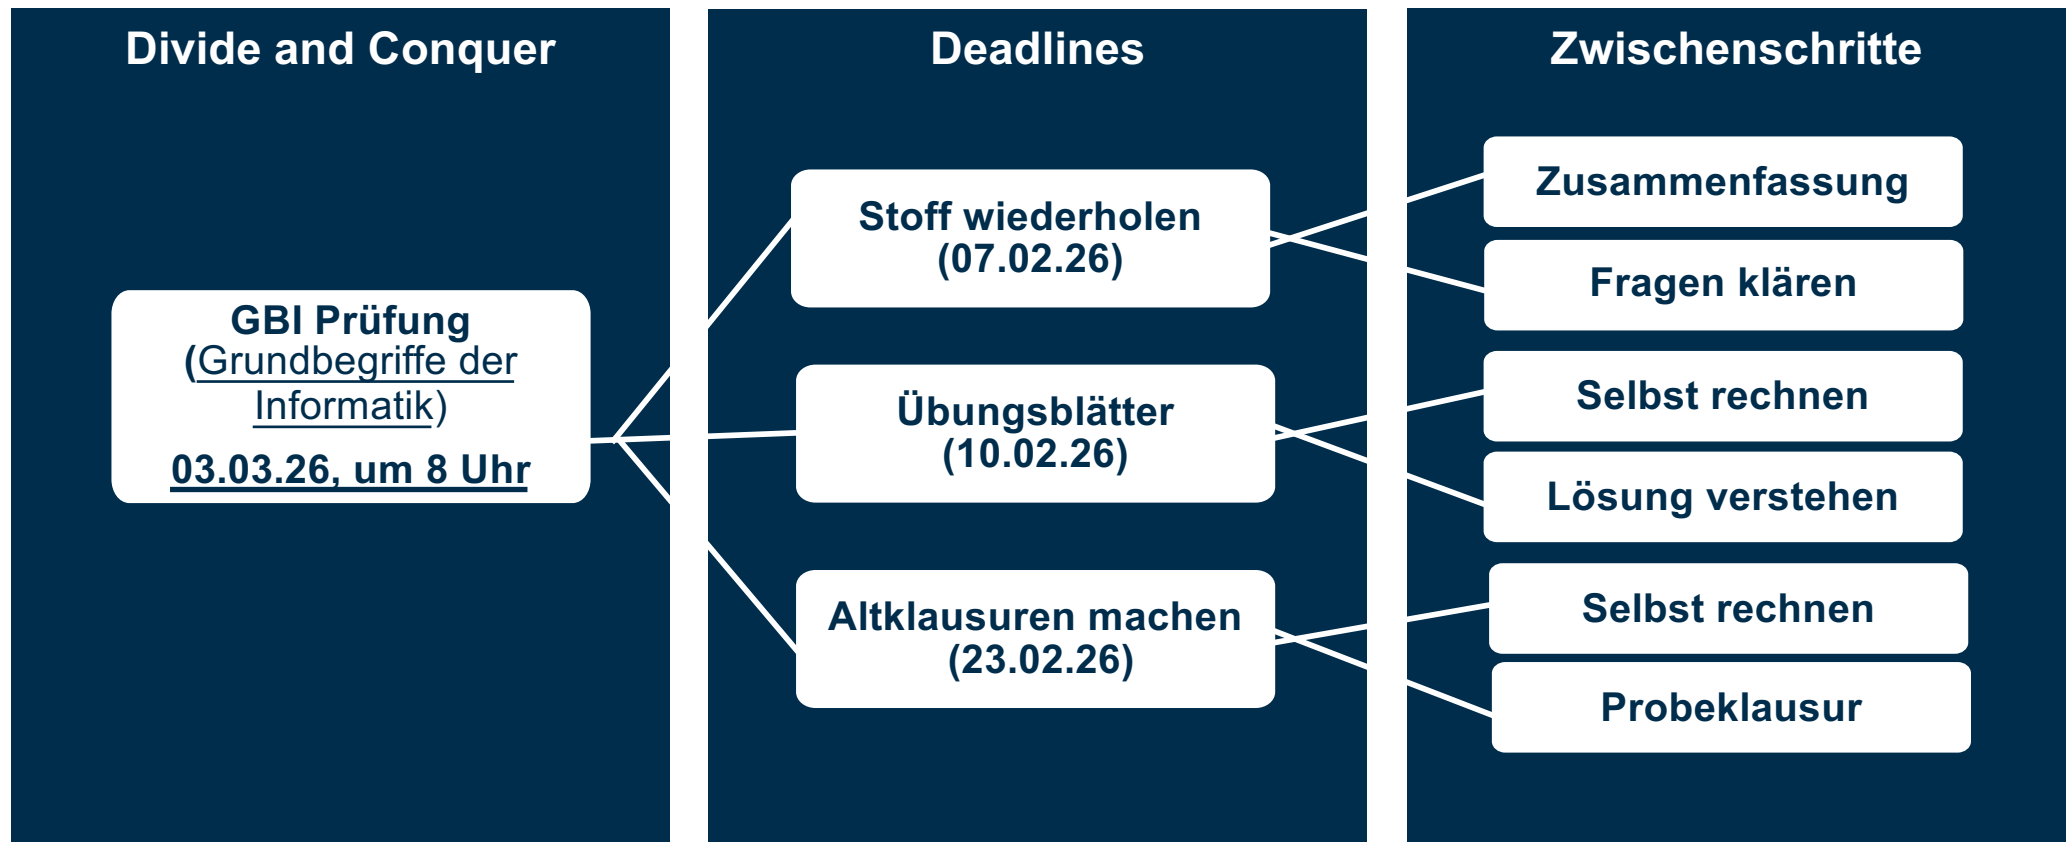 Divide and Conquer
GBI Prüfung
(Grundbegriffe der
Informatik)
03.03.26, um 8 Uhr
Deadlines
Stoff wiederholen
(07.02.26)
Übungsblätter
(10.02.26)
Altklausuren machen
(23.02.26)
Zwischenschritte
Zusammenfassung
Fragen klären
Selbst rechnen
Lösung verstehen
Selbst rechnen
Probeklausur